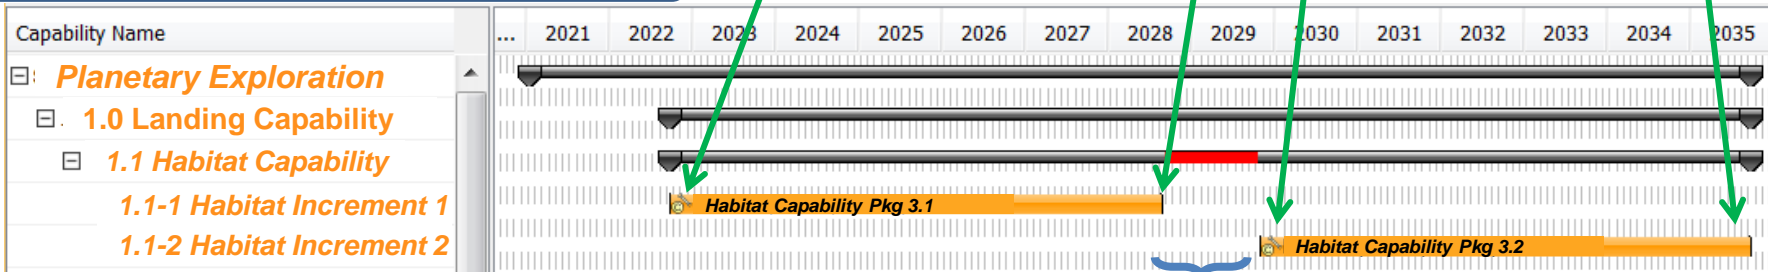 Capability Name ... 2021 2022 2023 2024 2025 2026 2027 2028 2029 2030 2031 2032 2033 2034 2035
Planetary Exploration
1.0 Landing Capability
1.1 Habitat Capability
1.1-1 Habitat Increment 1 Habitat Capability Pkg 3.1
1.1-2 Habitat Increment 2 Habitat Capability Pkg 3.2